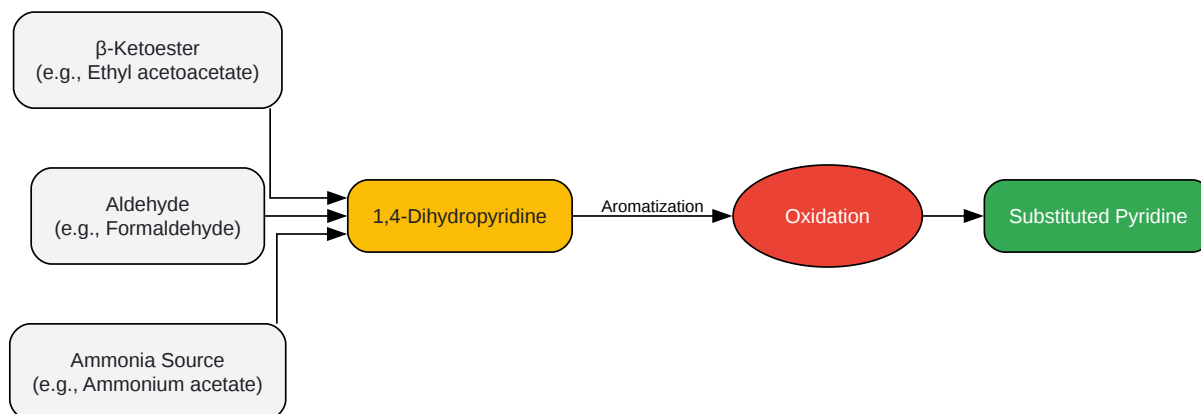 β-Ketoester
(e.g., Ethyl acetoacetate)
Aldehyde
(e.g., Formaldehyde)
Ammonia Source
(e.g., Ammonium acetate)
1,4-Dihydropyridine
Aromatization
Oxidation
Substituted Pyridine